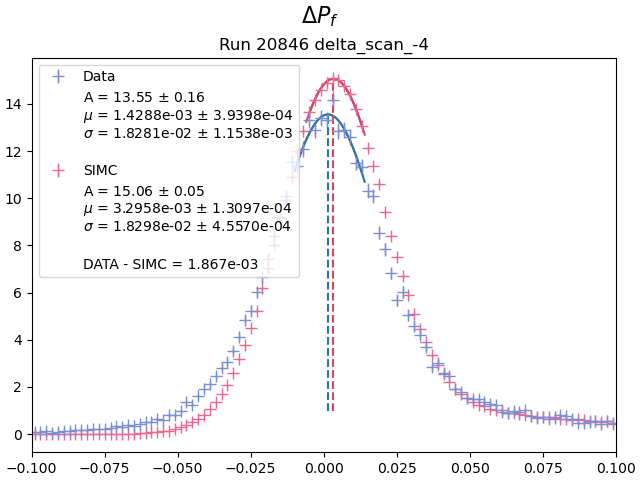 ΔP_f
Run 20846 delta_scan_-4
Data
A = 13.55 ± 0.16
μ = 1.4288e-03 ± 3.9398e-04
σ = 1.8281e-02 ± 1.1538e-03
SIMC
A = 15.06 ± 0.05
μ = 3.2958e-03 ± 1.3097e-04
σ = 1.8298e-02 ± 4.5570e-04
DATA - SIMC = 1.867e-03
14
12
10
8
6
4
2
0
−0.100 −0.075 −0.050 −0.025 0.000 0.025 0.050 0.075 0.100